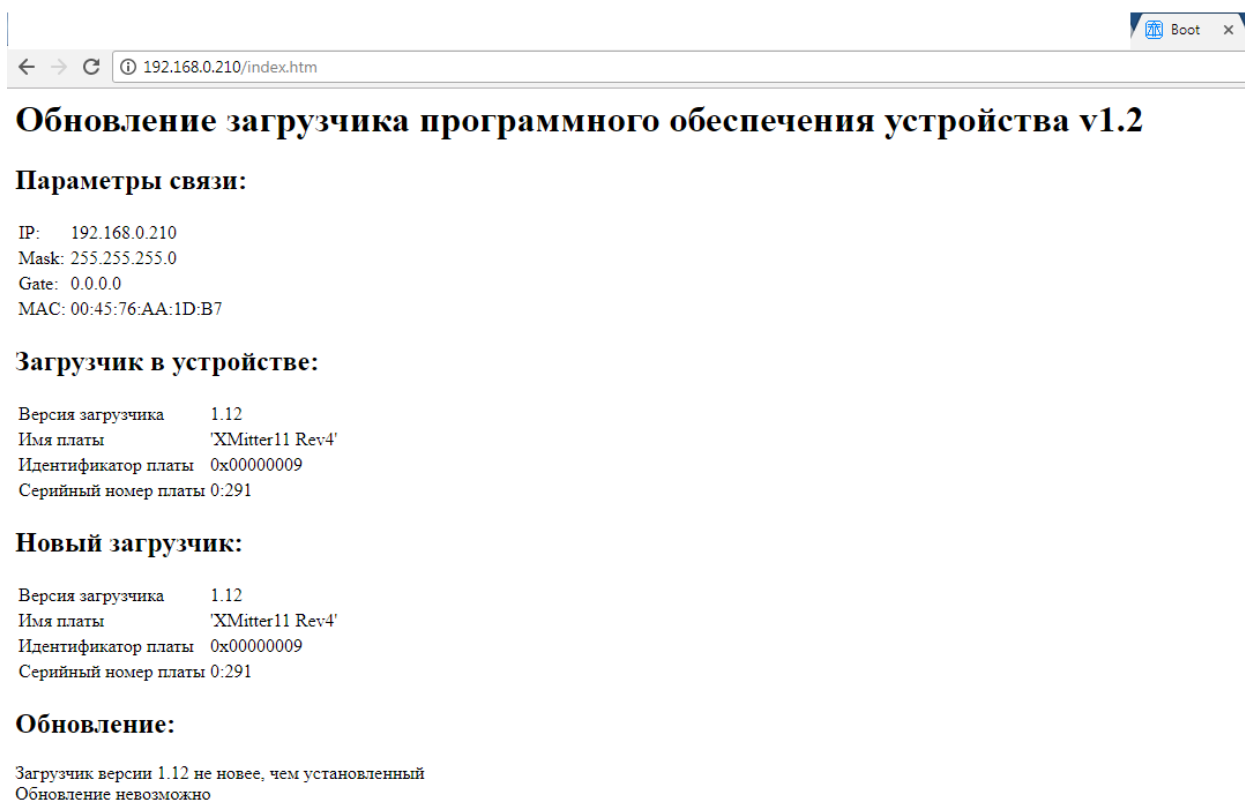 Boot
192.168.0.210/index.htm
Обновление загрузчика программного обеспечения устройства v1.2
Параметры связи:
IP: 192.168.0.210
Mask: 255.255.255.0
Gate: 0.0.0.0
MAC: 00:45:76:AA:1D:B7
Загрузчик в устройстве:
Версия загрузчика 1.12
Имя платы 'XMitter11 Rev4'
Идентификатор платы 0x00000009
Серийный номер платы 0:291
Новый загрузчик:
Версия загрузчика 1.12
Имя платы 'XMitter11 Rev4'
Идентификатор платы 0x00000009
Серийный номер платы 0:291
Обновление:
Загрузчик версии 1.12 не новее, чем установленный
Обновление невозможно